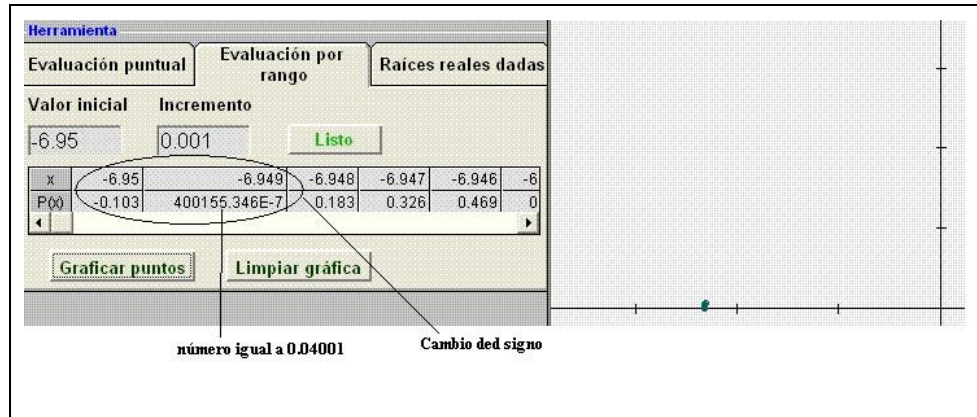 Herramienta
Evaluación puntual
Evaluación por
rango
Raíces reales dadas
Valor inicial Incremento
-6.95 0.001 Listo
x -6.95 -6.949 -6.948 -6.947 -6.946 -6
P(x) -0.103 400155.346E-7 0.183 0.326 0.469 0
Graficar puntos Limpiar gráfica
número igual a 0.04001
Cambio ded signo